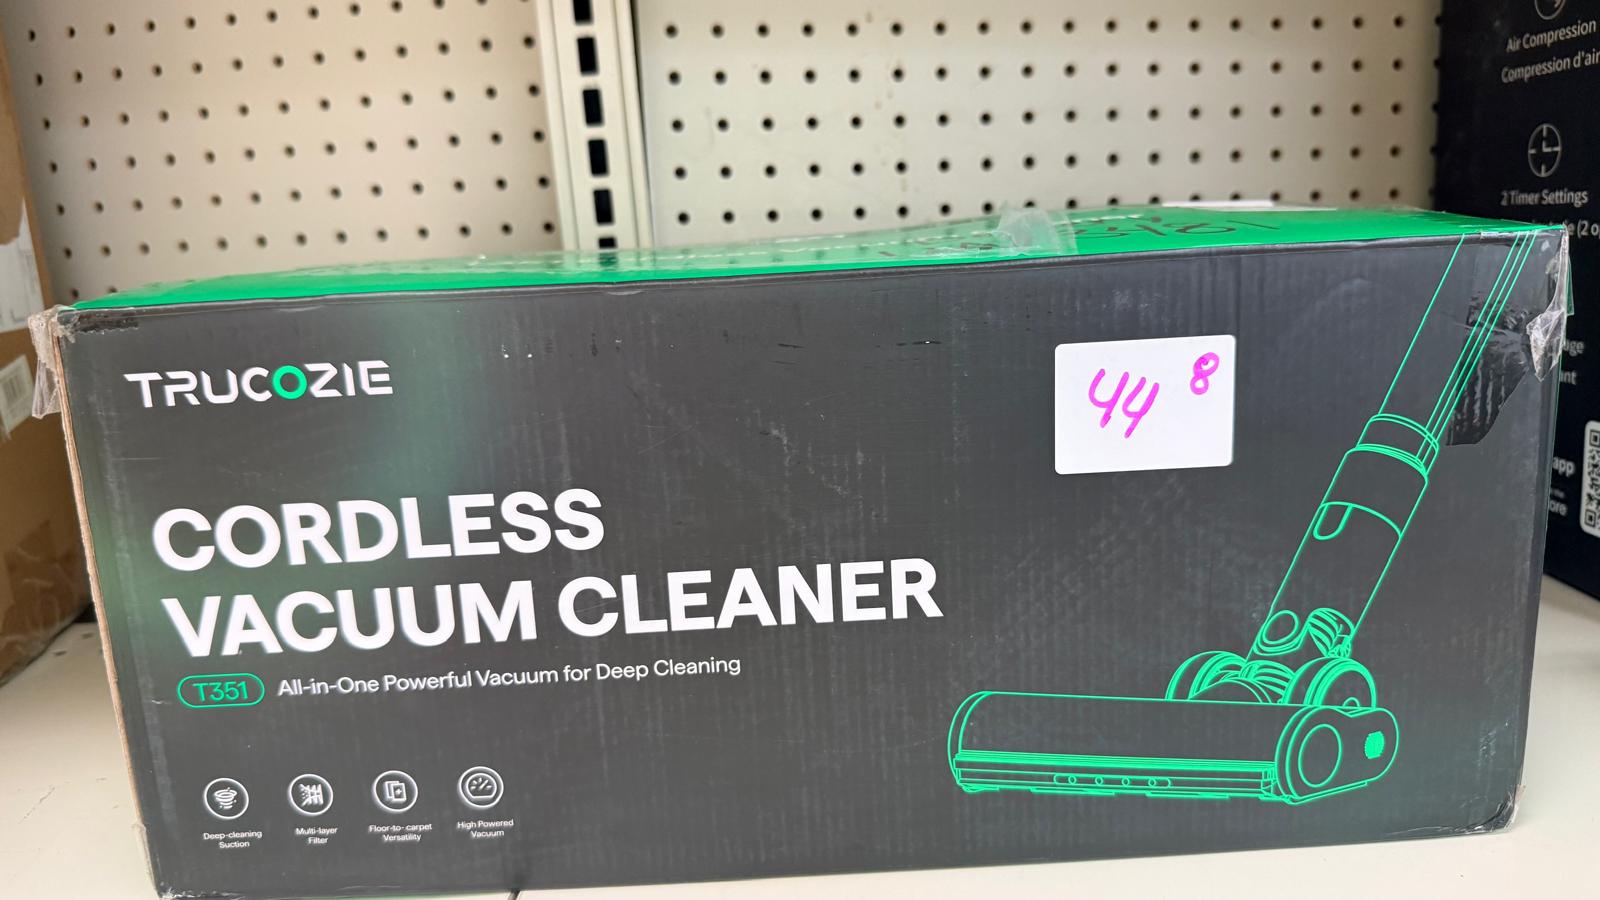 TRUCOZIE
44 8
CORDLESS
VACUUM CLEANER
T351 All-in-One Powerful Vacuum for Deep Cleaning
Deep-cleaning
Suction
Multi-layer
Filter
Floor-to-carpet
Versatility
High Powered
Vacuum
Air Compression
Compression d'air
2 Timer Settings
app